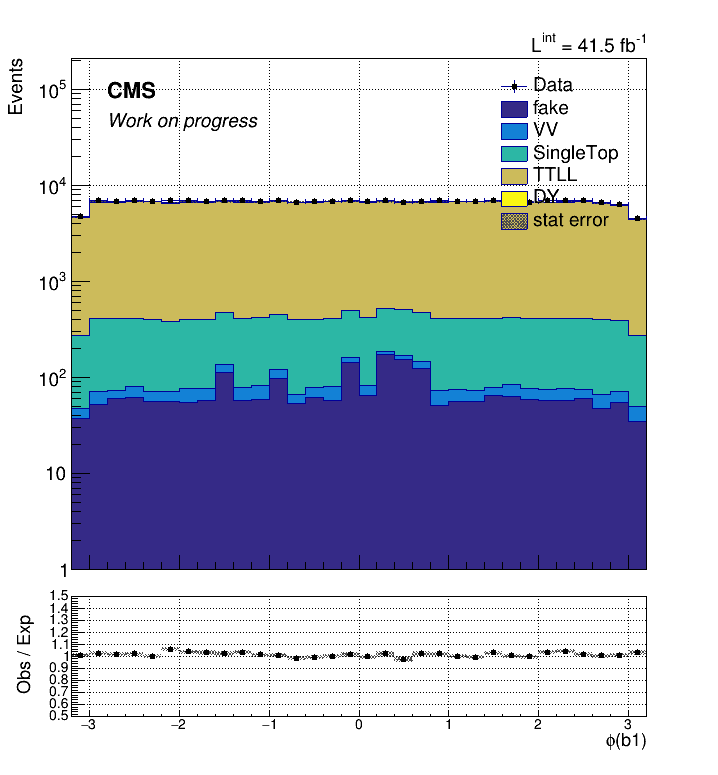 L^int = 41.5 fb^-1
Events
CMS
Work on progress
Data
fake
VV
SingleTop
TTLL
DY
stat error
10^5
10^4
10^3
10^2
10
1
Obs / Exp
1.5
1.4
1.3
1.2
1.1
1
0.9
0.8
0.7
0.6
0.5
−3 −2 −1 0 1 2 3
ϕ(b1)